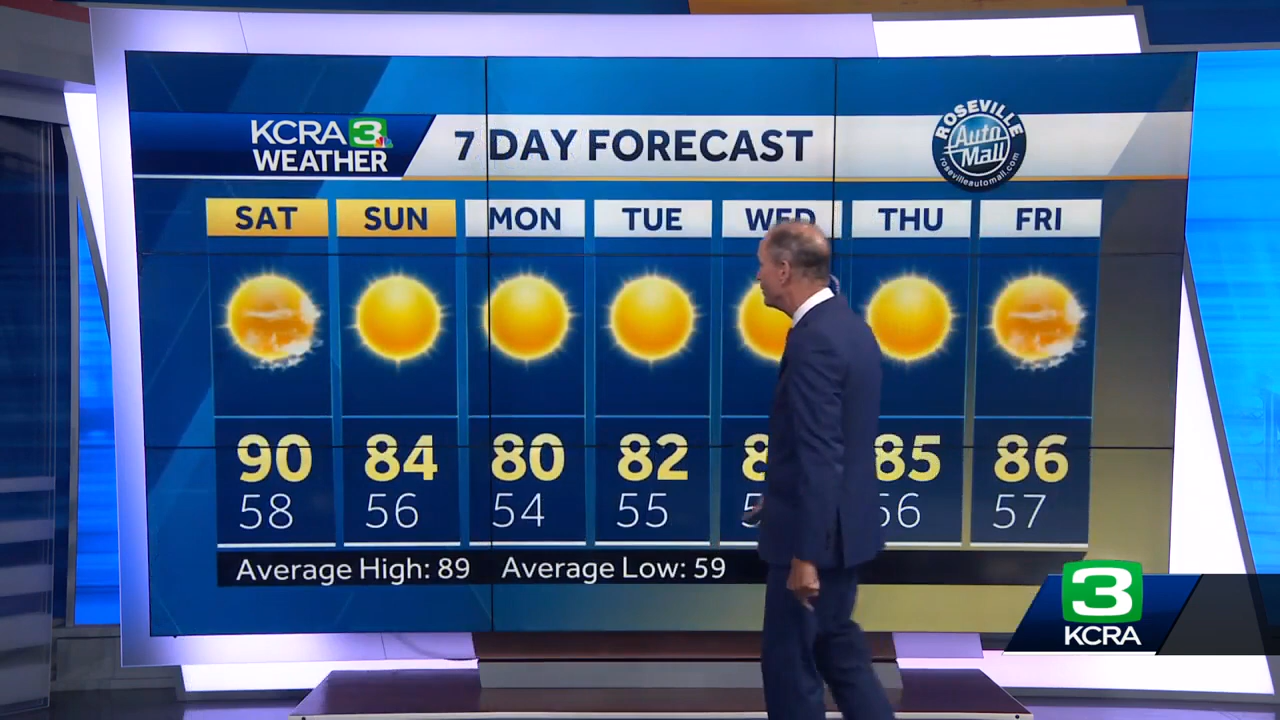 KCRA 3
WEATHER
7 DAY FORECAST
ROSEVILLE
Auto
Mall
rosevilleautomall.com
SAT SUN MON TUE WED THU FRI
90 84 80 82 85 86
58 56 54 55 57
Average High: 89 Average Low: 59
3
KCRA